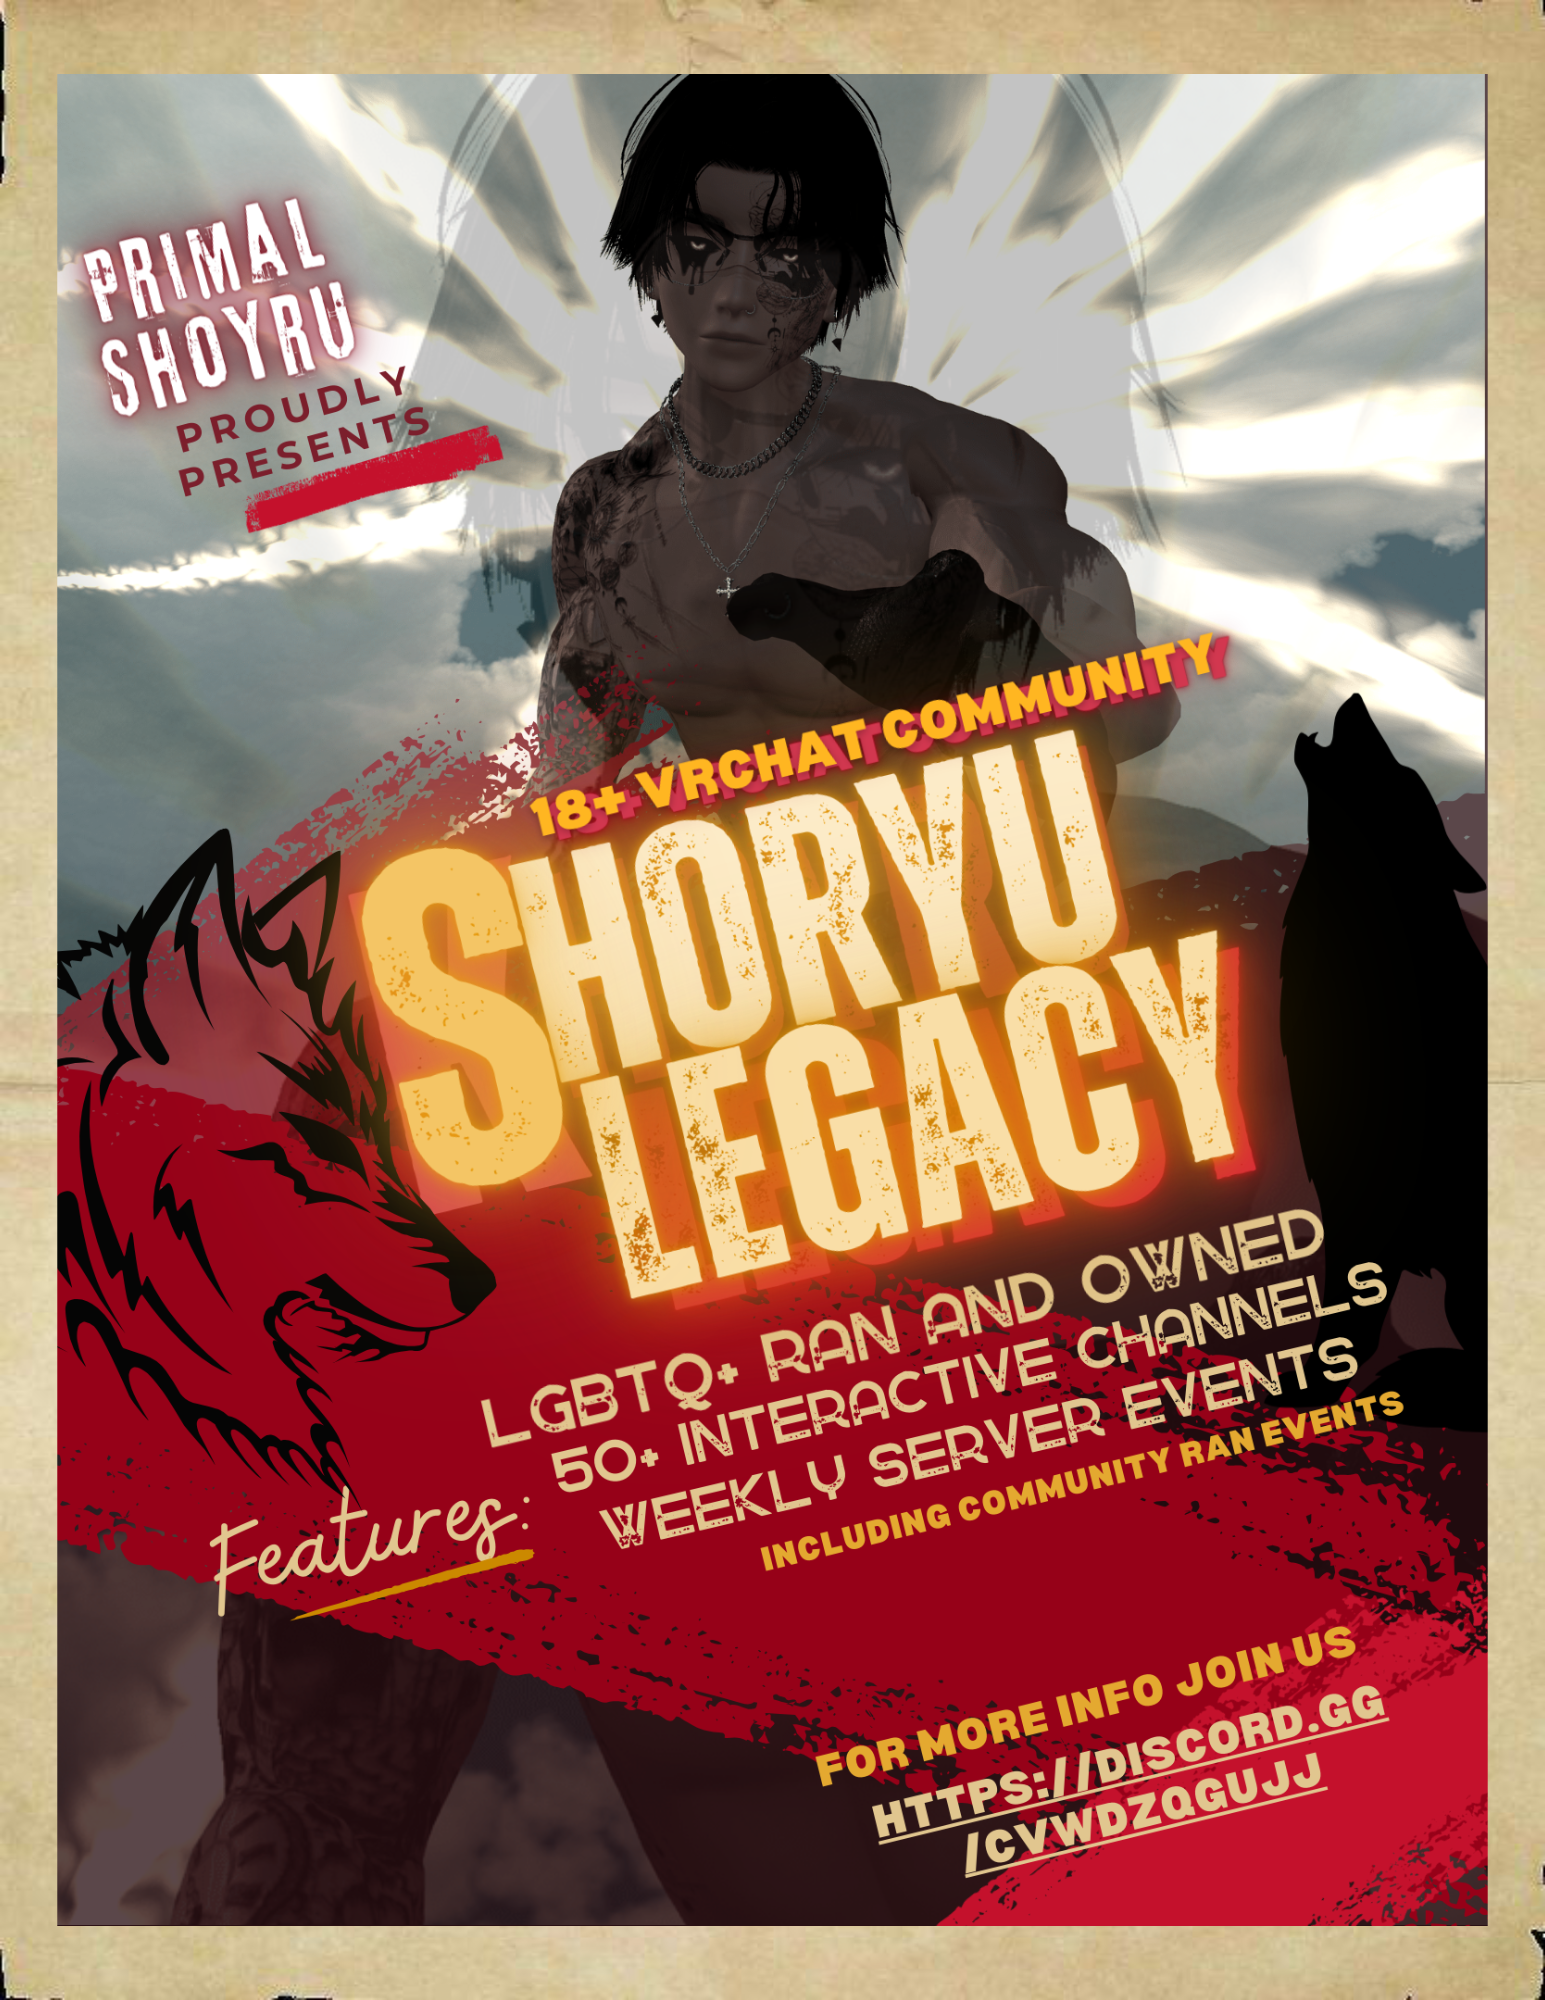 PRIMAL
SHOYRU
PROUDLY
PRESENTS
18+ VRCHAT COMMUNITY
SHORYU
LEGACY
LGBTQ+ RAN AND OWNED
50+ INTERACTIVE CHANNELS
WEEKLY SERVER EVENTS
INCLUDING COMMUNITY RAN EVENTS
Features:
FOR MORE INFO JOIN US
HTTPS://DISCORD.GG
/CVWDZQGUJJ